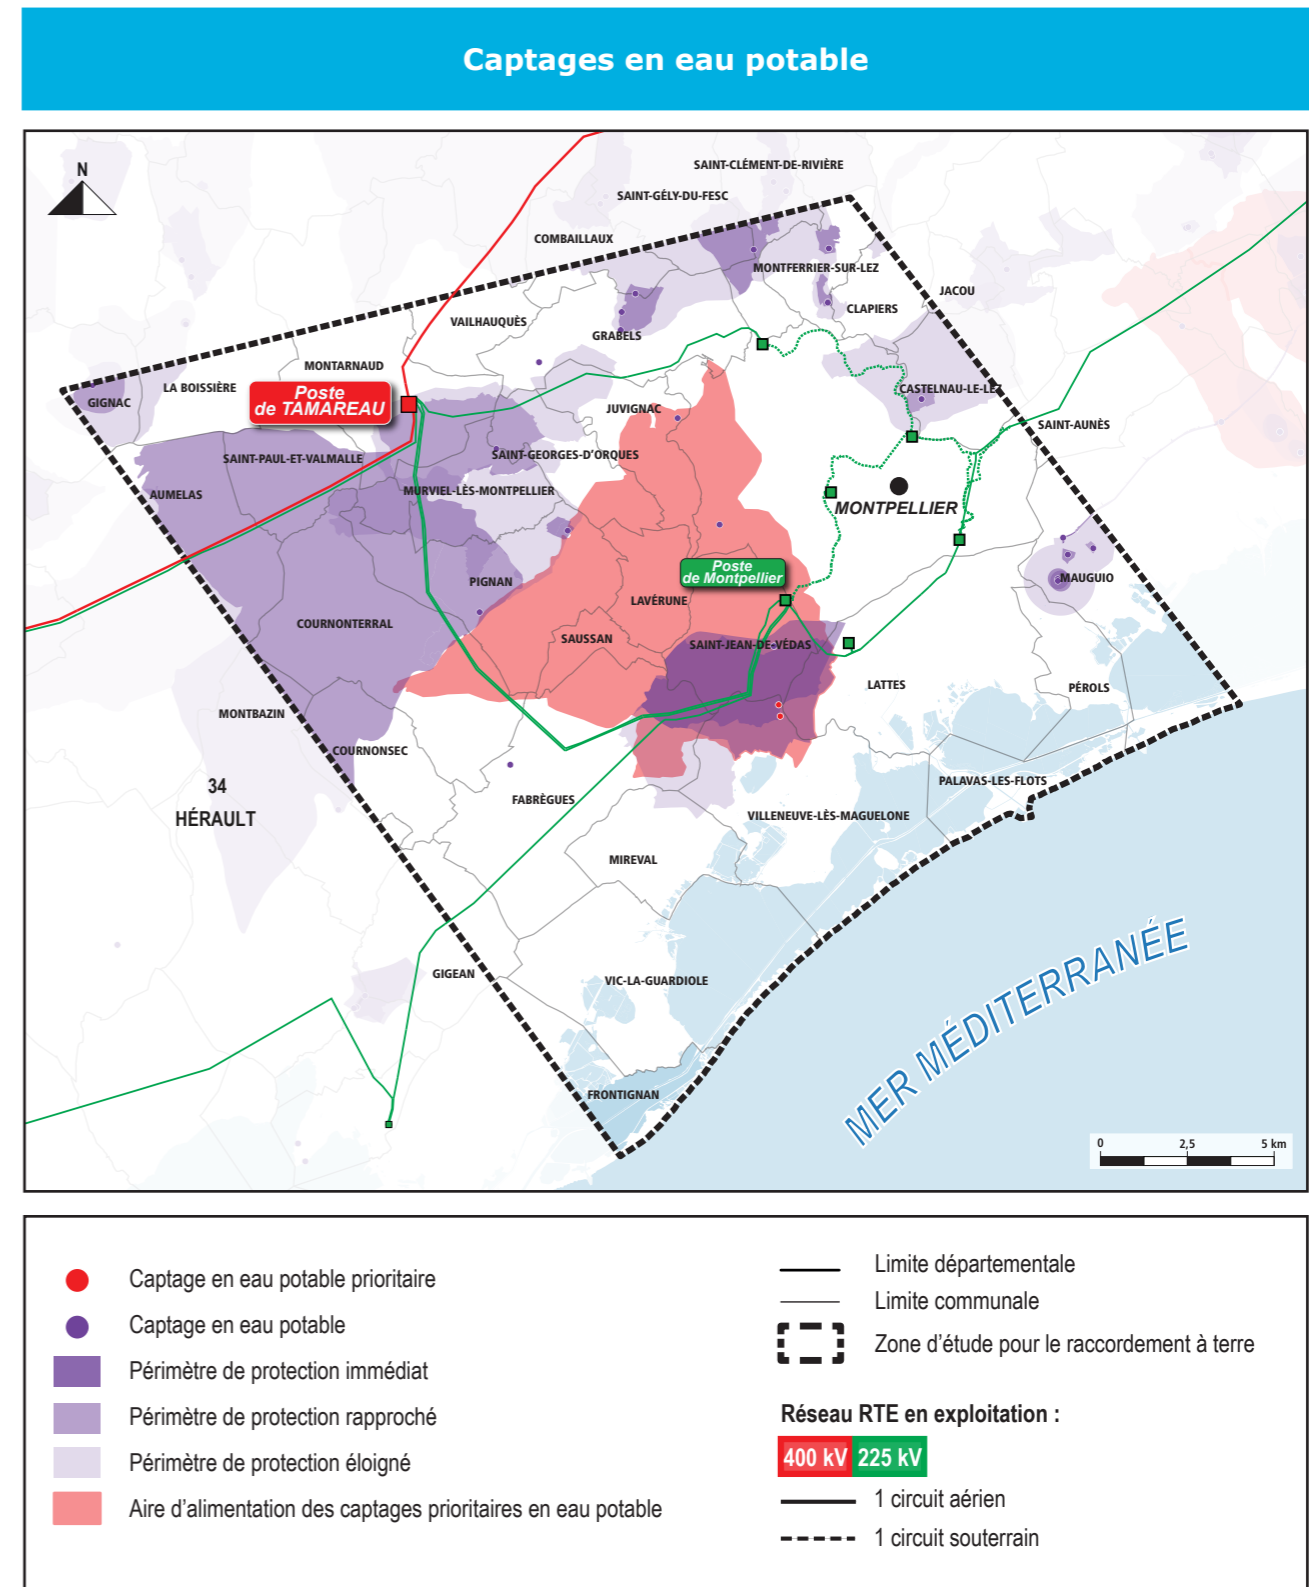 Captages en eau potable
N
SAINT-CLÉMENT-DE-RIVIÈRE
SAINT-GÉLY-DU-FESC
COMBAILLAUX
MONTFERRIER-SUR-LEZ
JACOU
CLAPIERS
VAILHAUQUÈS
GRABELS
MONTARNAUD
LA BOISSIÈRE
GIGNAC
Poste
de TAMAREAU
CASTELNAU-LE-LEZ
JUVIGNAC
SAINT-AUNÈS
SAINT-PAUL-ET-VALMALLE
SAINT-GEORGES-D'ORQUES
AUMELAS
MURVIEL-LÈS-MONTPELLIER
MONTPELLIER
Poste
de Montpellier
PIGNAN
MAUGUIO
LAVÉRUNE
COURNONTERRAL
SAUSSAN
SAINT-JEAN-DE-VÉDAS
LATTES
PÉROLS
MONTBAZIN
COURNONSEC
34
HÉRAULT
PALAVAS-LES-FLOTS
FABRÈGUES
VILLENEUVE-LÈS-MAGUELONE
MIREVAL
GIGEAN
VIC-LA-GUARDIOLE
MER MÉDITERRANÉE
FRONTIGNAN
0 2,5 5 km
Captage en eau potable prioritaire
Captage en eau potable
Périmètre de protection immédiat
Périmètre de protection rapproché
Périmètre de protection éloigné
Aire d'alimentation des captages prioritaires en eau potable
Limite départementale
Limite communale
Zone d'étude pour le raccordement à terre
Réseau RTE en exploitation :
400 kV 225 kV
1 circuit aérien
1 circuit souterrain